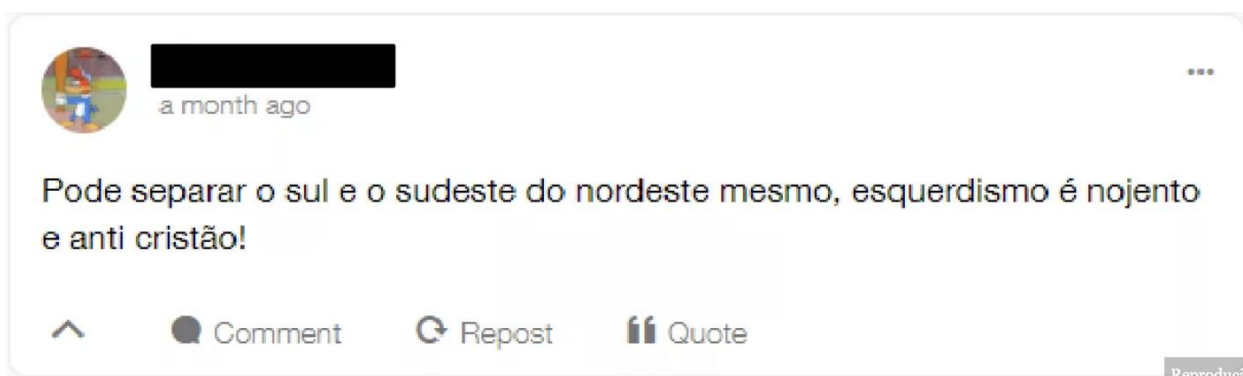 a month ago
Pode separar o sul e o sudeste do nordeste mesmo, esquerdismo é nojento
e anti cristão!
Comment Repost Quote